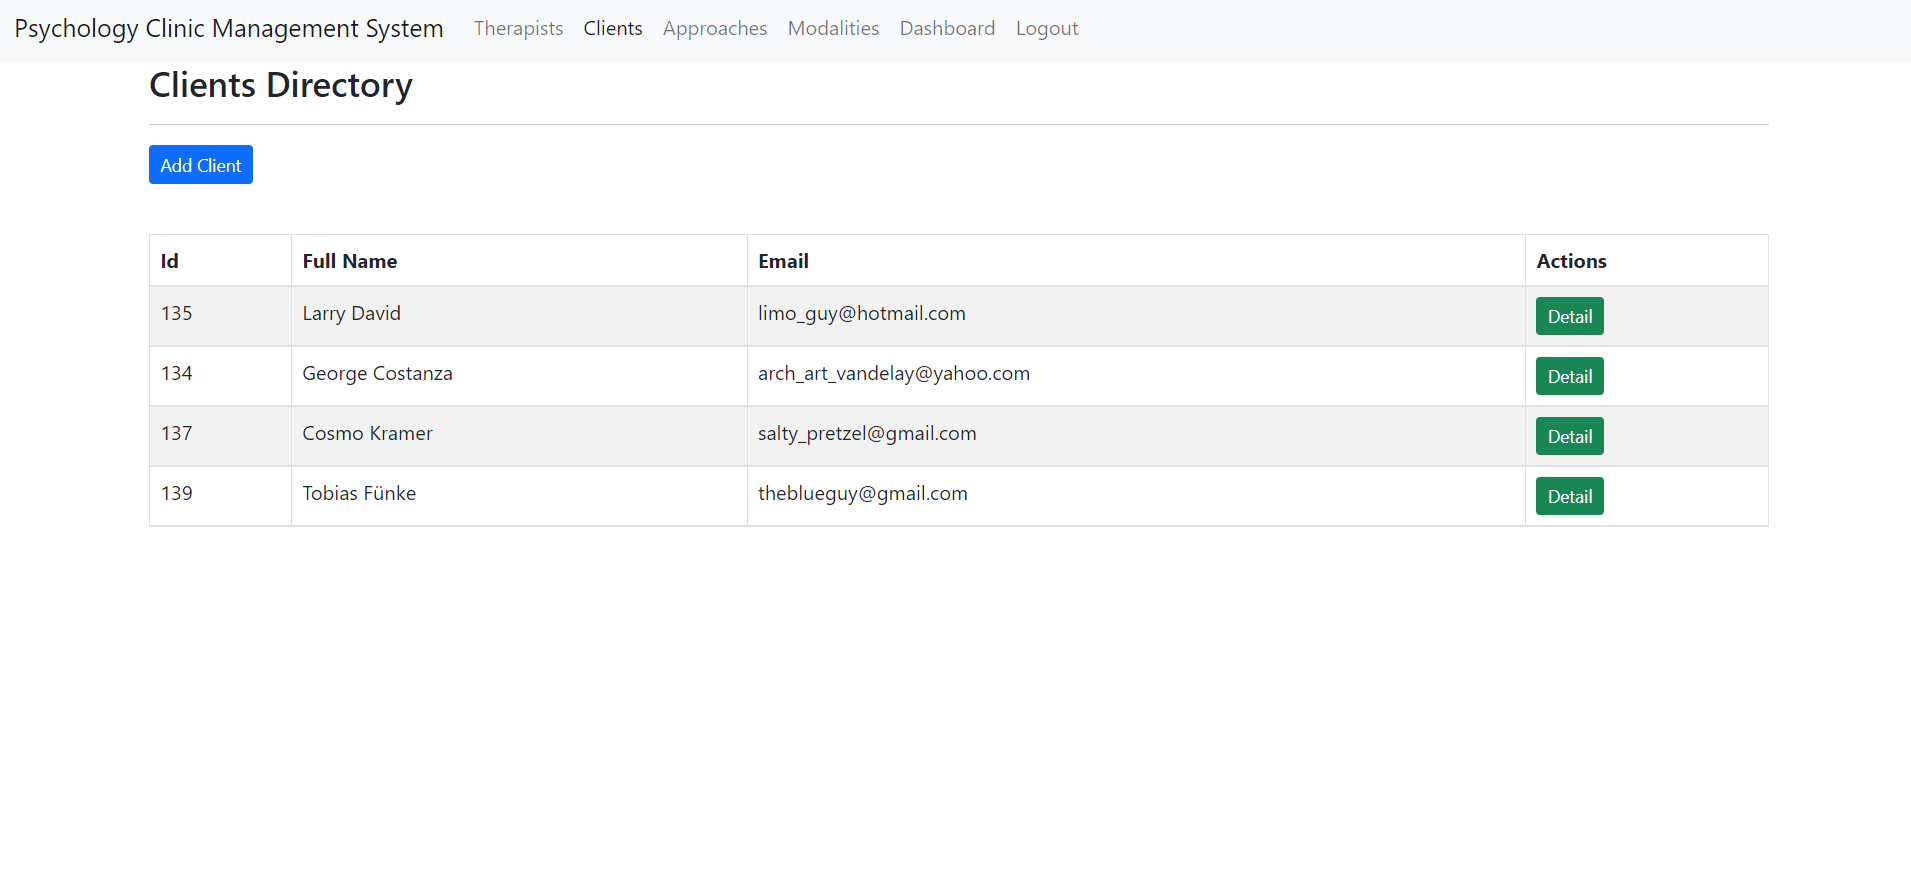 Psychology Clinic Management System Therapists Clients Approaches Modalities Dashboard Logout
Clients Directory
Add Client
Id Full Name Email Actions
135 Larry David limo_guy@hotmail.com Detail
134 George Costanza arch_art_vandelay@yahoo.com Detail
137 Cosmo Kramer salty_pretzel@gmail.com Detail
139 Tobias Fünke theblueguy@gmail.com Detail